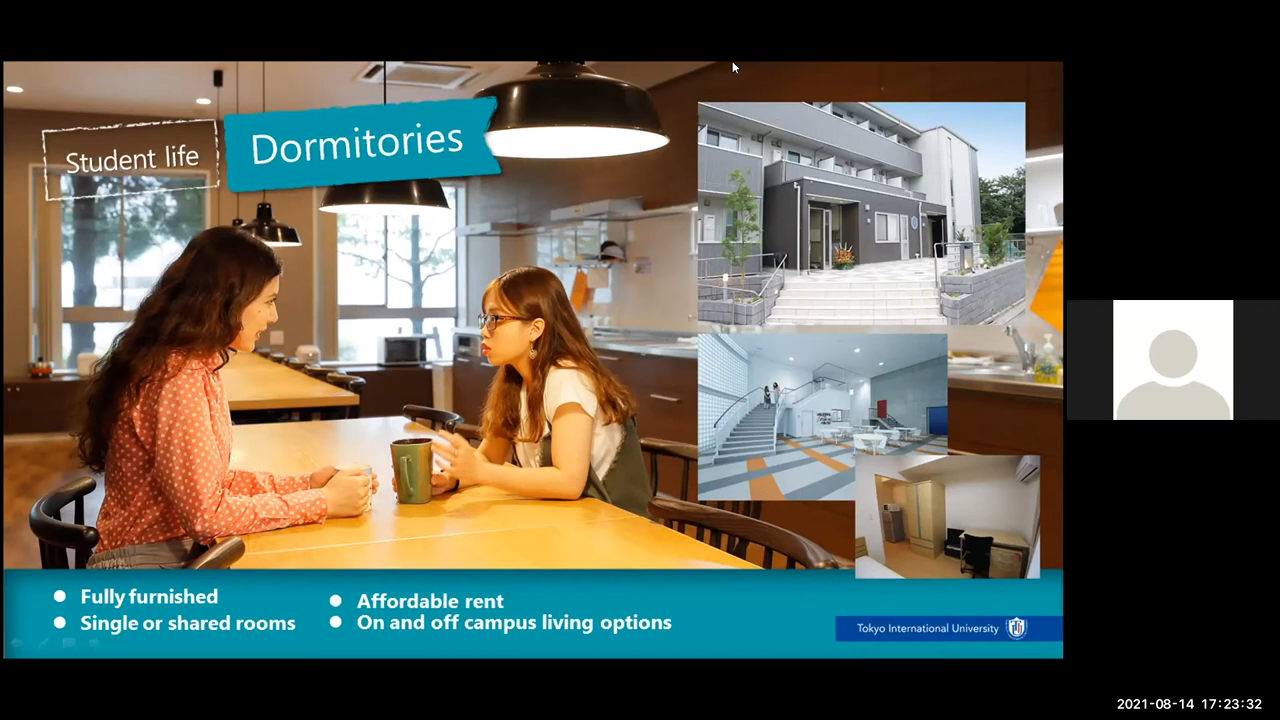 Student life
Dormitories
Fully furnished
Single or shared rooms
Affordable rent
On and off campus living options
Tokyo International University
2021-08-14 17:23:32